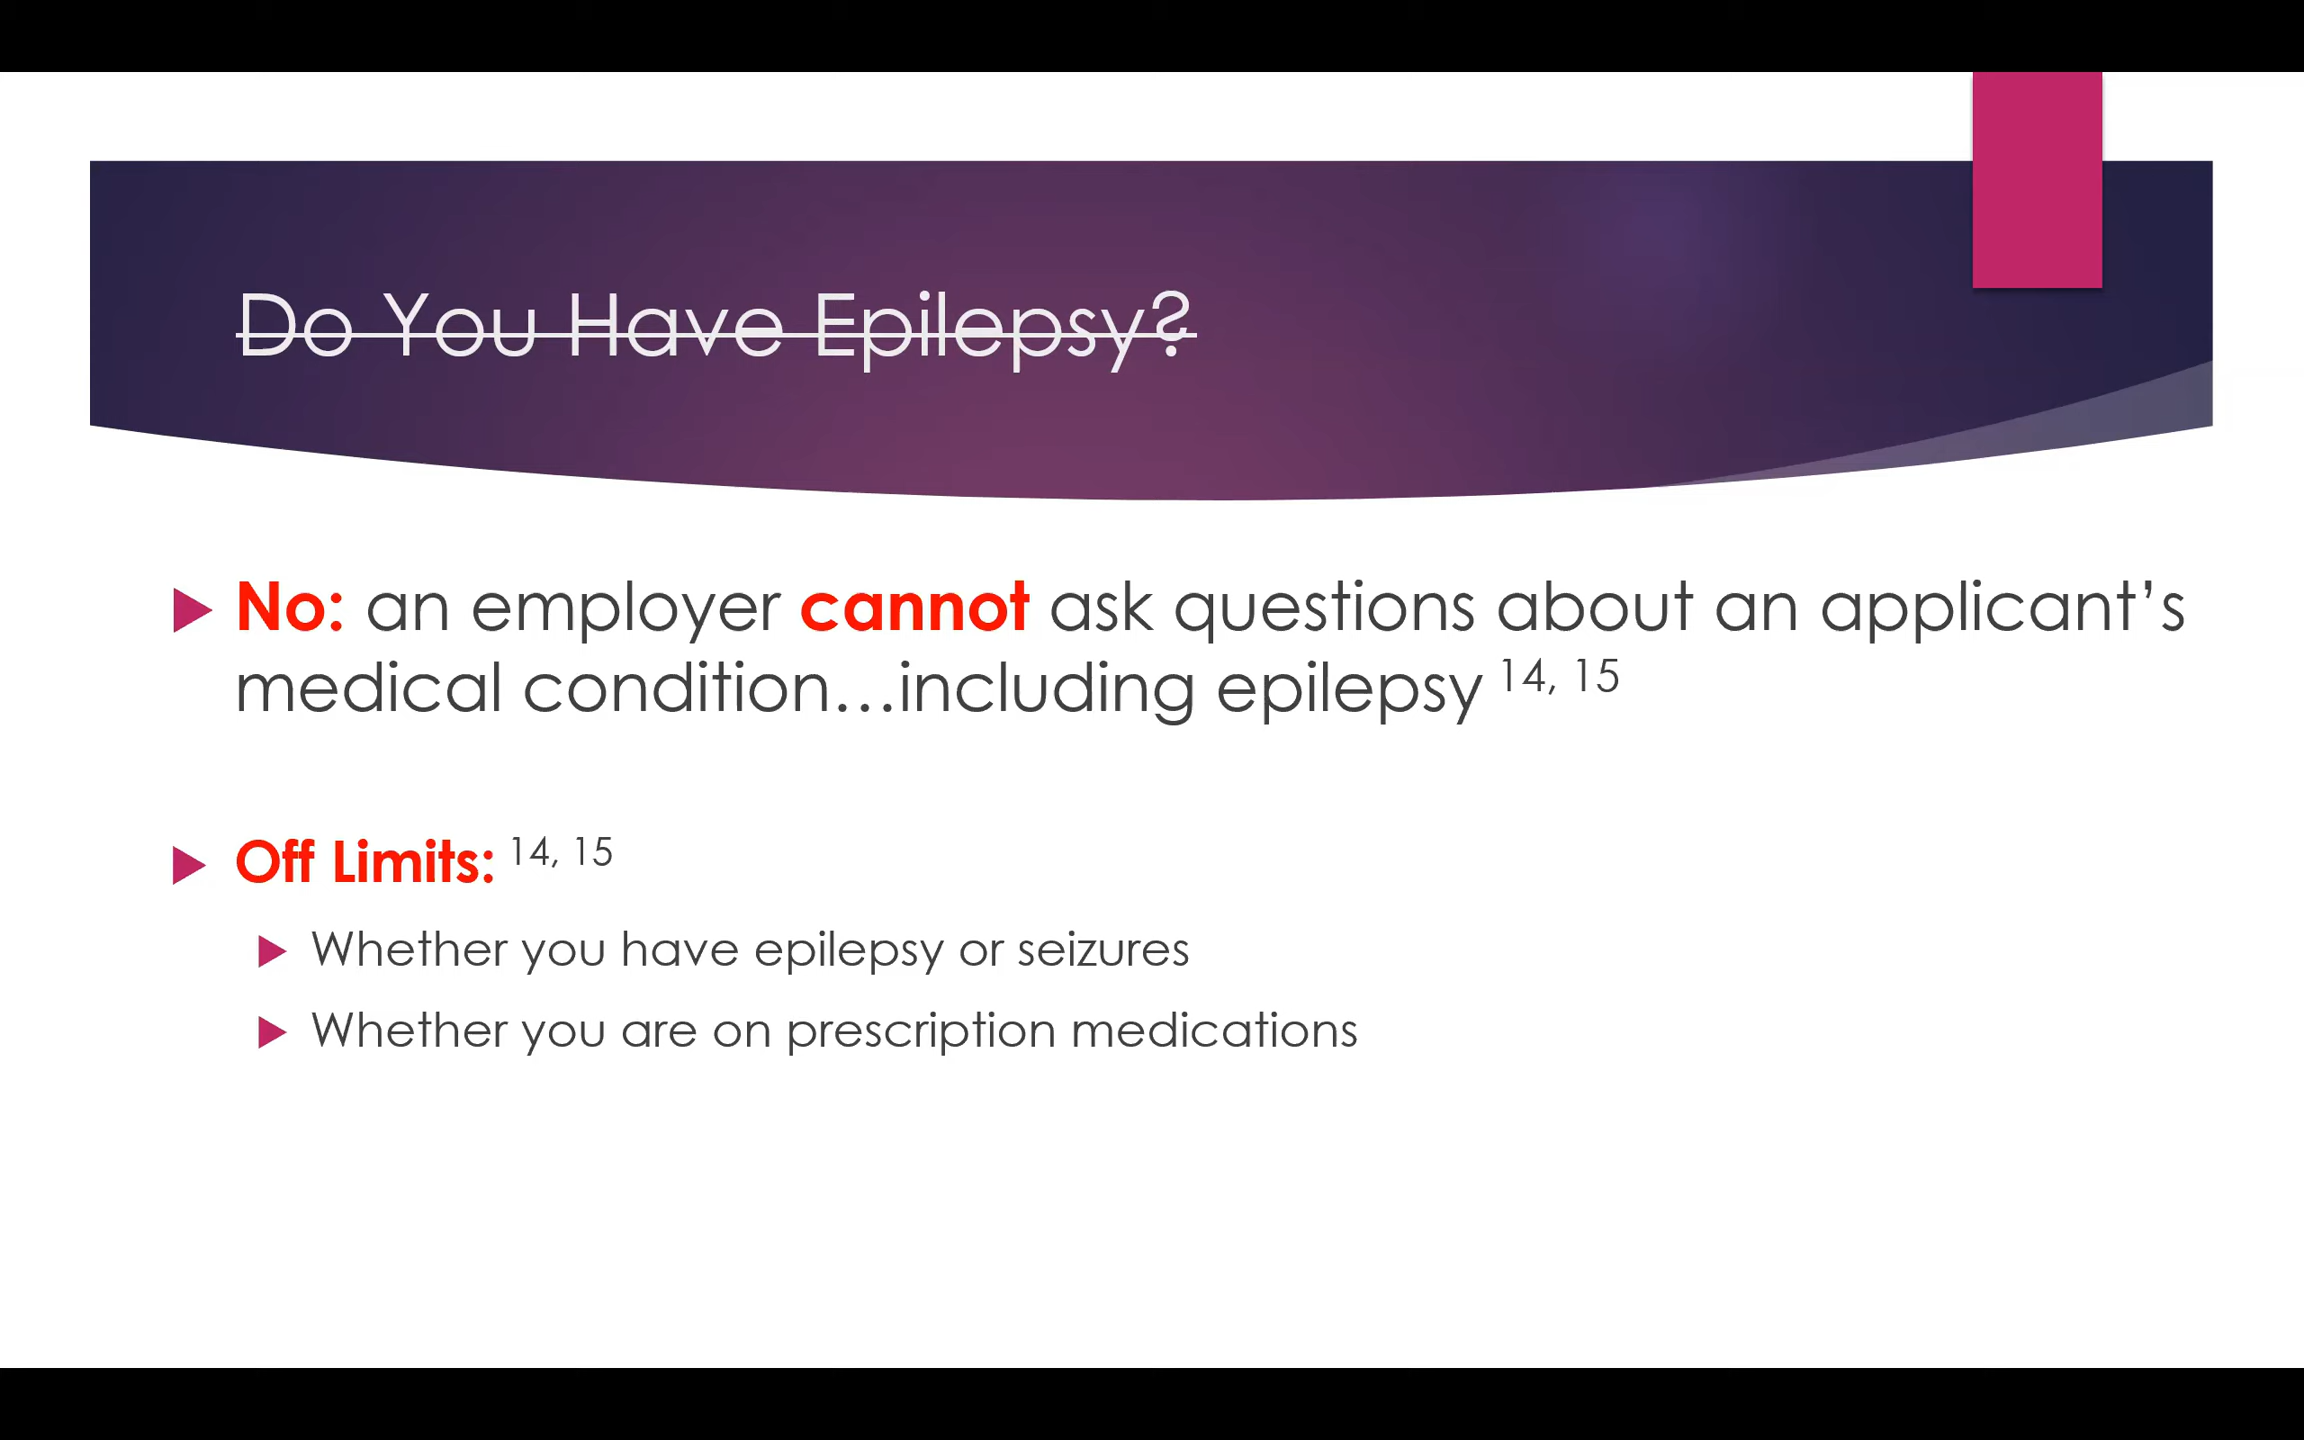 Do You Have Epilepsy?
No: an employer cannot ask questions about an applicant’s
medical condition…including epilepsy 14, 15
Off Limits: 14, 15
Whether you have epilepsy or seizures
Whether you are on prescription medications